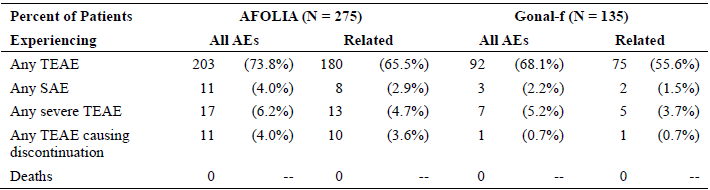 Percent of Patients AFOLIA (N = 275) Gonal-f (N = 135)
Experiencing All AEs Related All AEs Related
Any TEAE 203 (73.8%) 180 (65.5%) 92 (68.1%) 75 (55.6%)
Any SAE 11 (4.0%) 8 (2.9%) 3 (2.2%) 2 (1.5%)
Any severe TEAE 17 (6.2%) 13 (4.7%) 7 (5.2%) 5 (3.7%)
Any TEAE causing 11 (4.0%) 10 (3.6%) 1 (0.7%) 1 (0.7%)
discontinuation
Deaths 0 -- 0 -- 0 -- 0 --